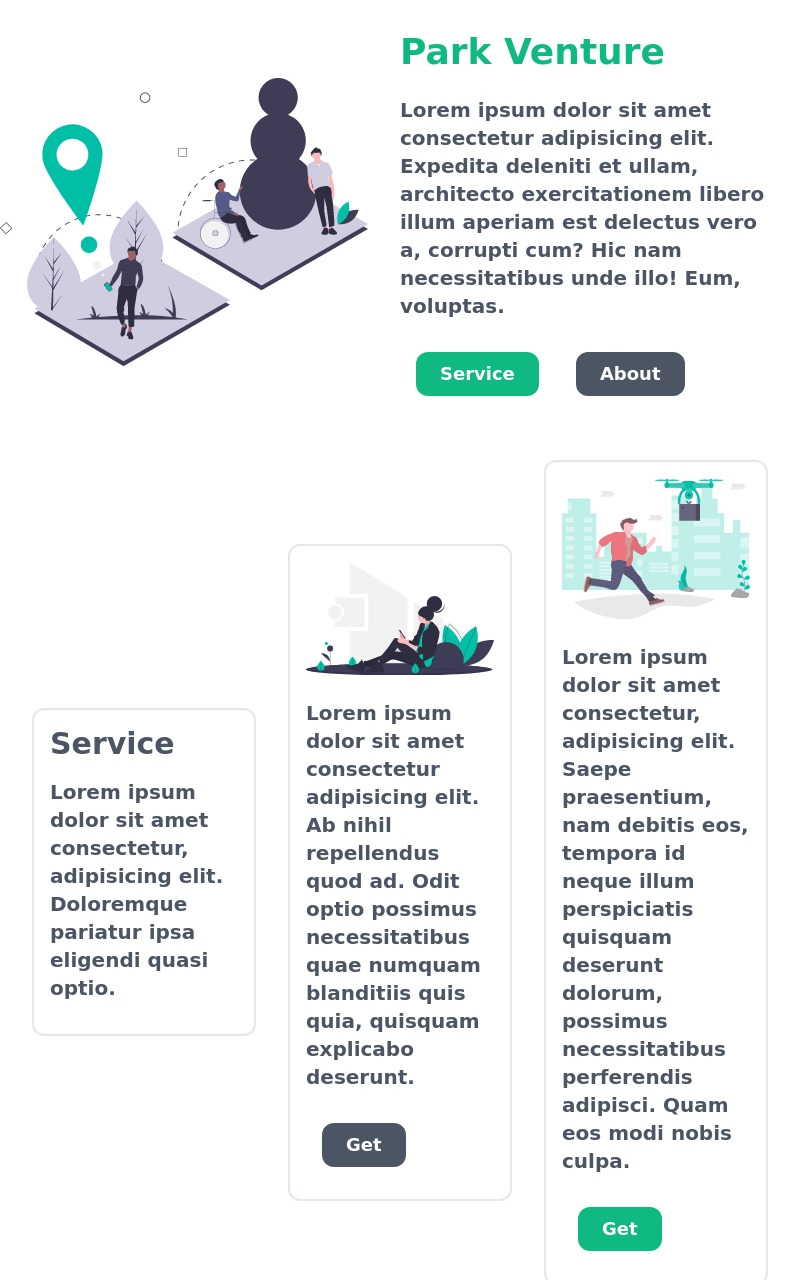 Park Venture
Lorem ipsum dolor sit amet
consectetur adipisicing elit.
Expedita deleniti et ullam,
architecto exercitationem libero
illum aperiam est delectus vero
a, corrupti cum? Hic nam
necessitatibus unde illo! Eum,
voluptas.
Service
About
Service
Lorem ipsum
dolor sit amet
consectetur,
adipisicing elit.
Doloremque
pariatur ipsa
eligendi quasi
optio.
Lorem ipsum
dolor sit amet
consectetur
adipisicing elit.
Ab nihil
repellendus
quod ad. Odit
optio possimus
necessitatibus
quae numquam
blanditiis quis
quia, quisquam
explicabo
deserunt.
Get
Lorem ipsum
dolor sit amet
consectetur,
adipisicing elit.
Saepe
praesentium,
nam debitis eos,
tempora id
neque illum
perspiciatis
quisquam
deserunt
dolorum,
possimus
necessitatibus
perferendis
adipisci. Quam
eos modi nobis
culpa.
Get